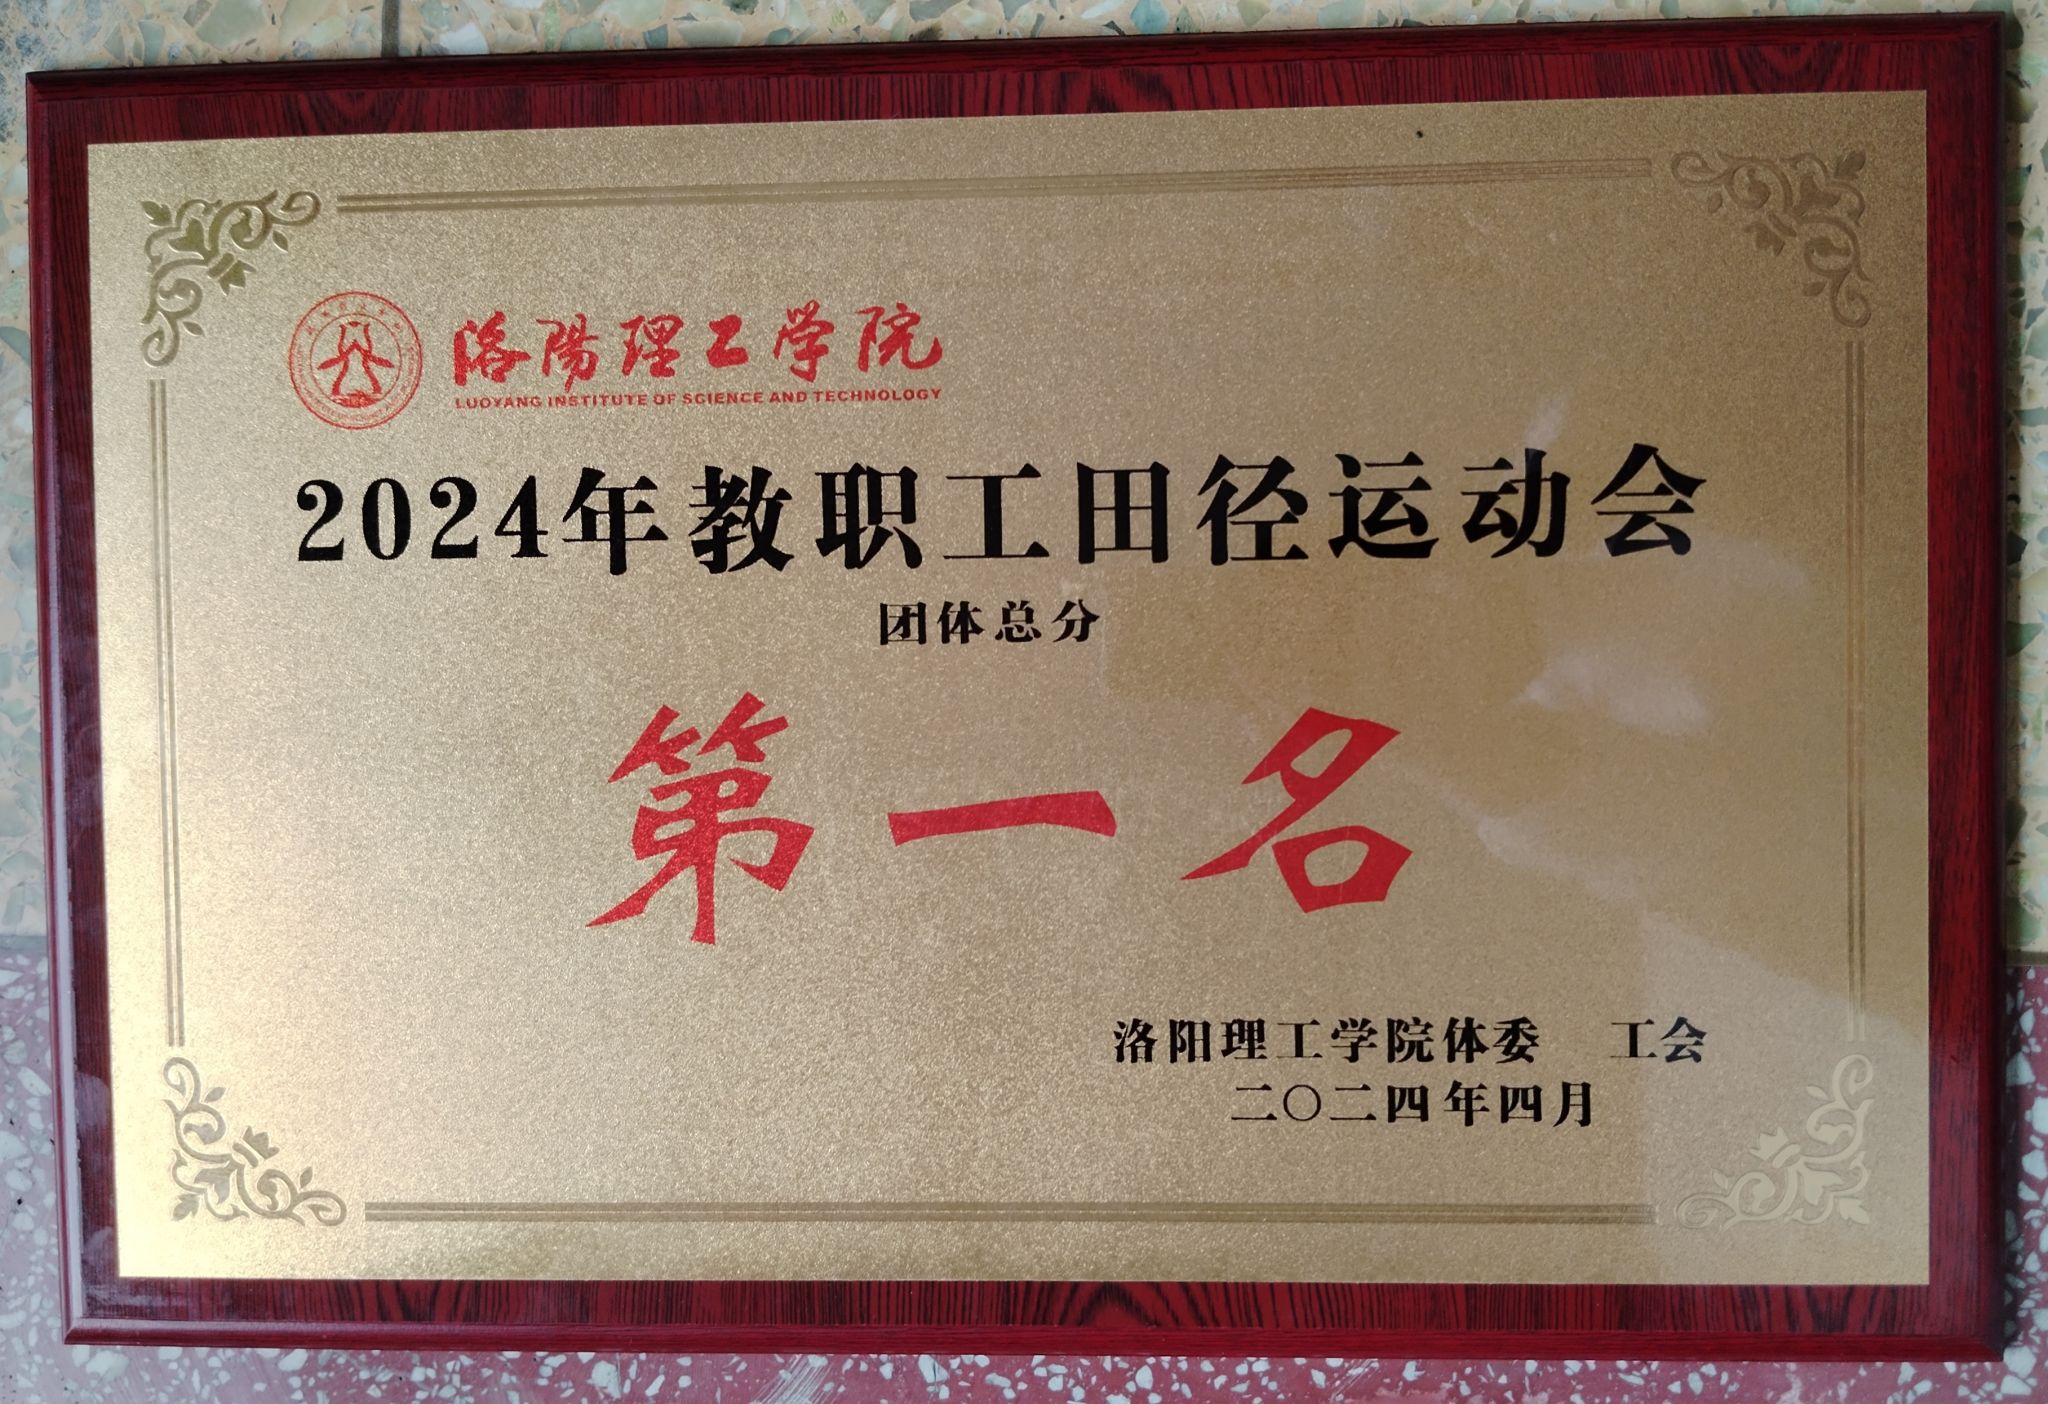 洛阳理工学院
LUOYANG INSTITUTE OF SCIENCE AND TECHNOLOGY
2024年教职工田径运动会
团体总分
第一名
洛阳理工学院体委 工会
二〇二四年四月